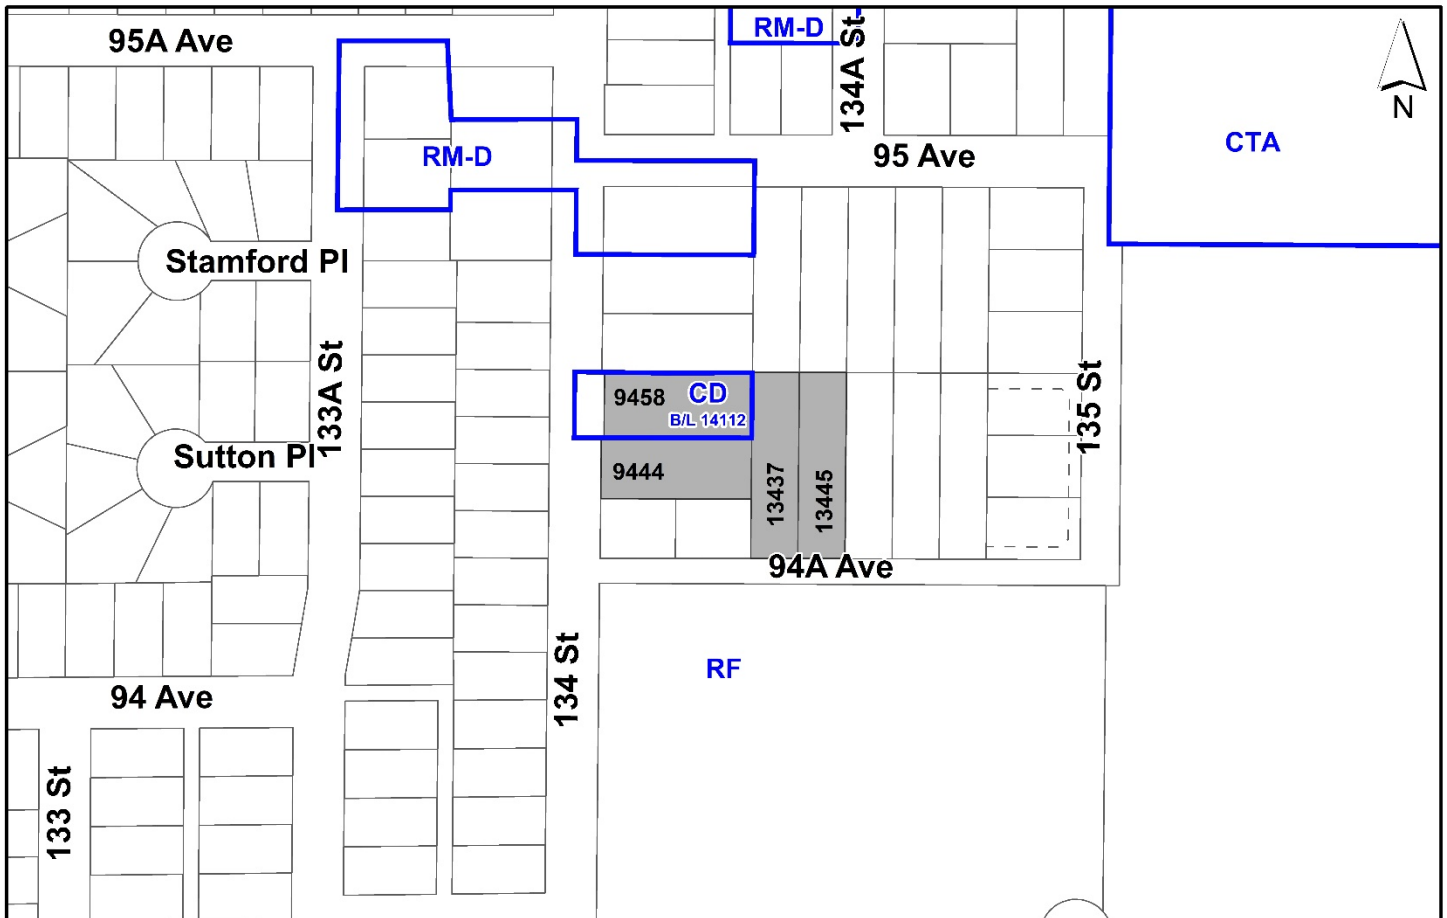 95A Ave
RM-D
134A St
N
RM-D
95 Ave
CTA
Stamford Pl
133A St
9458
CD
B/L 14112
135 St
Sutton Pl
9444
13437
13445
94A Ave
134 St
RF
94 Ave
133 St